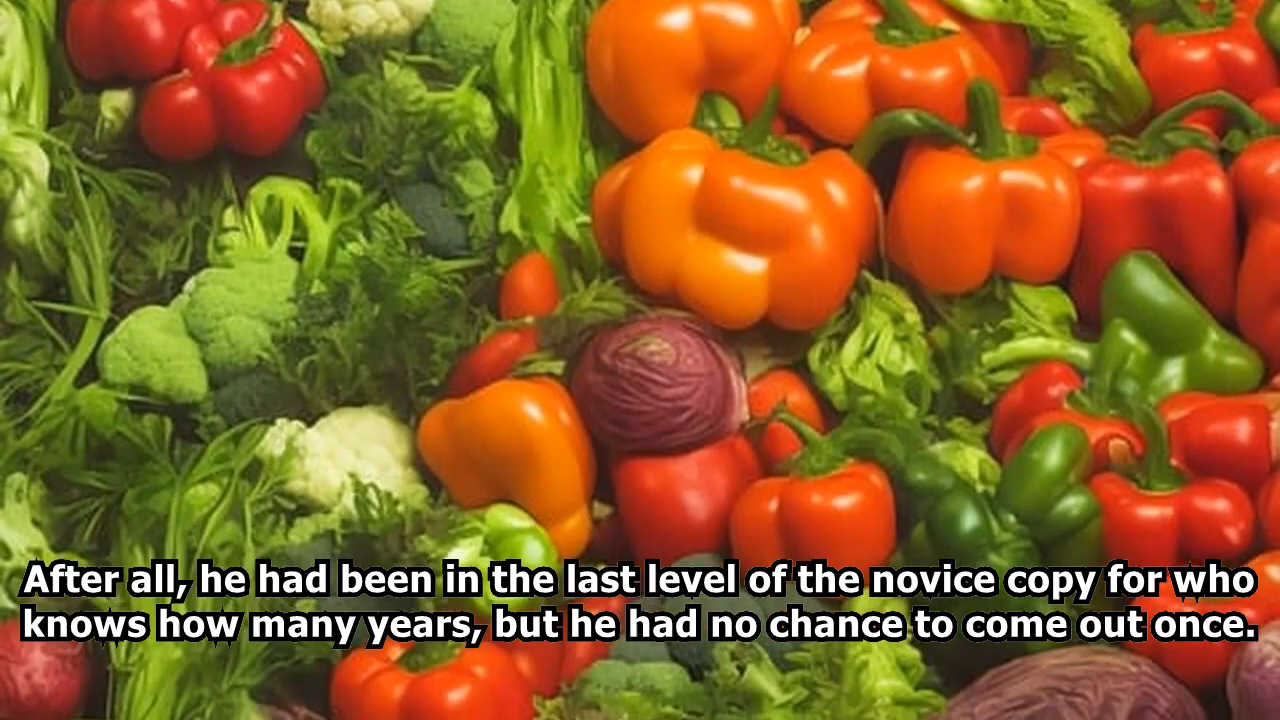 After all, he had been in the last level of the novice copy for who
knows how many years, but he had no chance to come out once.